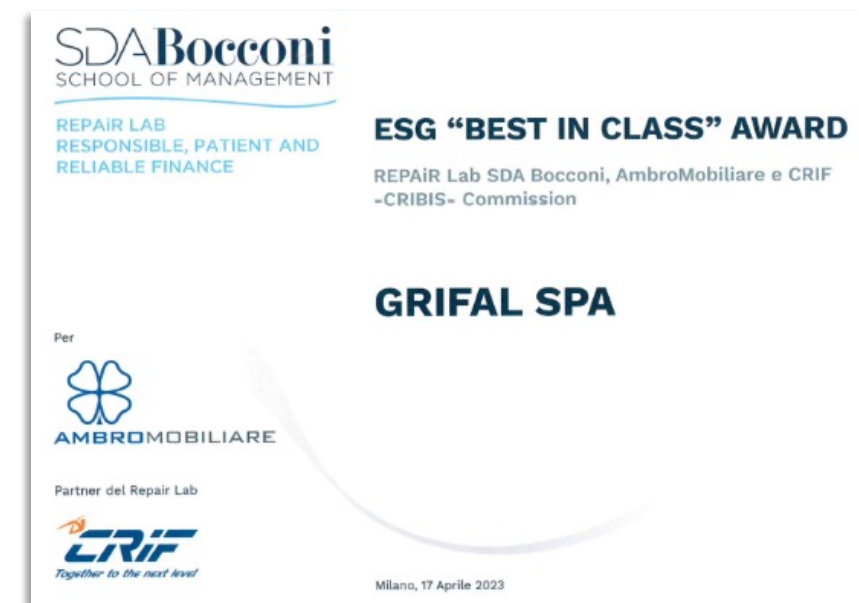 SDABocconi
SCHOOL OF MANAGEMENT
REPAiR LAB
RESPONSIBLE, PATIENT AND
RELIABLE FINANCE
ESG “BEST IN CLASS” AWARD
REPAiR Lab SDA Bocconi, AmbroMobiliare e CRIF
-CRIBIS- Commission
GRIFAL SPA
Per
AMBROMOBILIARE
Partner del Repair Lab
CRIF
Together to the next level
Milano, 17 Aprile 2023